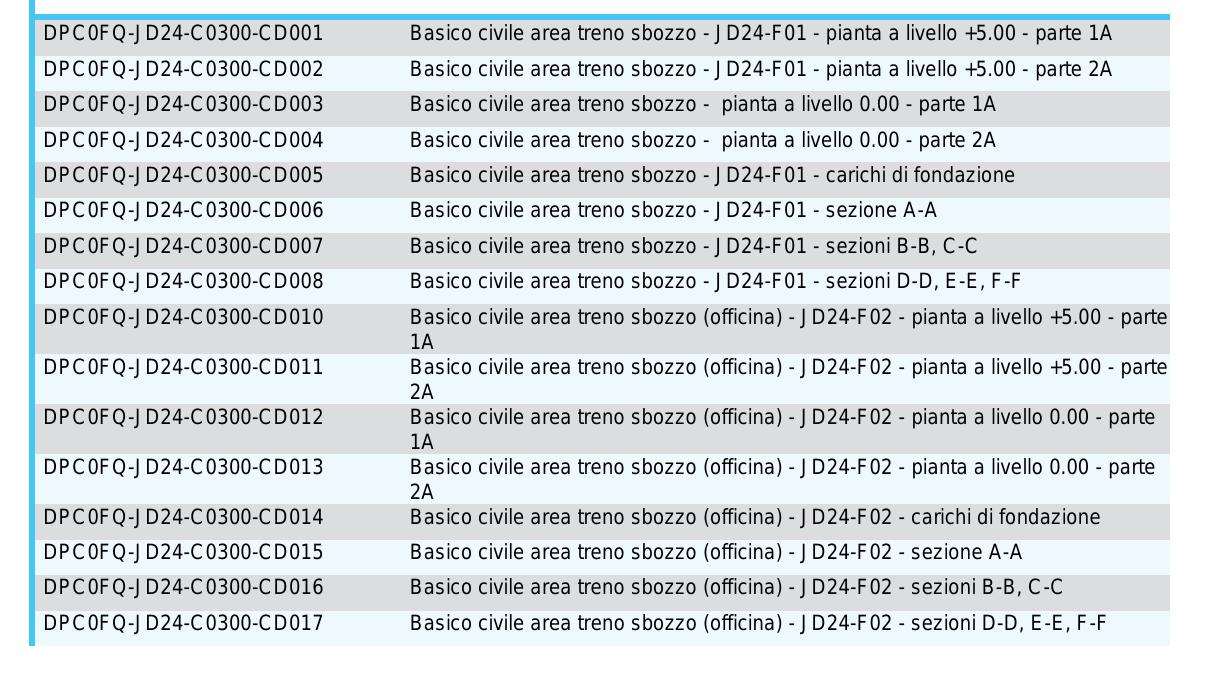 DPC0FQ-JD24-C0300-CD001 Basico civile area treno sbozzo - JD24-F01 - pianta a livello +5.00 - parte 1A
DPC0FQ-JD24-C0300-CD002 Basico civile area treno sbozzo - JD24-F01 - pianta a livello +5.00 - parte 2A
DPC0FQ-JD24-C0300-CD003 Basico civile area treno sbozzo -  pianta a livello 0.00 - parte 1A
DPC0FQ-JD24-C0300-CD004 Basico civile area treno sbozzo -  pianta a livello 0.00 - parte 2A
DPC0FQ-JD24-C0300-CD005 Basico civile area treno sbozzo - JD24-F01 - carichi di fondazione
DPC0FQ-JD24-C0300-CD006 Basico civile area treno sbozzo - JD24-F01 - sezione A-A
DPC0FQ-JD24-C0300-CD007 Basico civile area treno sbozzo - JD24-F01 - sezioni B-B, C-C
DPC0FQ-JD24-C0300-CD008 Basico civile area treno sbozzo - JD24-F01 - sezioni D-D, E-E, F-F
DPC0FQ-JD24-C0300-CD010 Basico civile area treno sbozzo (officina) - JD24-F02 - pianta a livello +5.00 - parte
1A
DPC0FQ-JD24-C0300-CD011 Basico civile area treno sbozzo (officina) - JD24-F02 - pianta a livello +5.00 - parte
2A
DPC0FQ-JD24-C0300-CD012 Basico civile area treno sbozzo (officina) - JD24-F02 - pianta a livello 0.00 - parte
1A
DPC0FQ-JD24-C0300-CD013 Basico civile area treno sbozzo (officina) - JD24-F02 - pianta a livello 0.00 - parte
2A
DPC0FQ-JD24-C0300-CD014 Basico civile area treno sbozzo (officina) - JD24-F02 - carichi di fondazione
DPC0FQ-JD24-C0300-CD015 Basico civile area treno sbozzo (officina) - JD24-F02 - sezione A-A
DPC0FQ-JD24-C0300-CD016 Basico civile area treno sbozzo (officina) - JD24-F02 - sezioni B-B, C-C
DPC0FQ-JD24-C0300-CD017 Basico civile area treno sbozzo (officina) - JD24-F02 - sezioni D-D, E-E, F-F